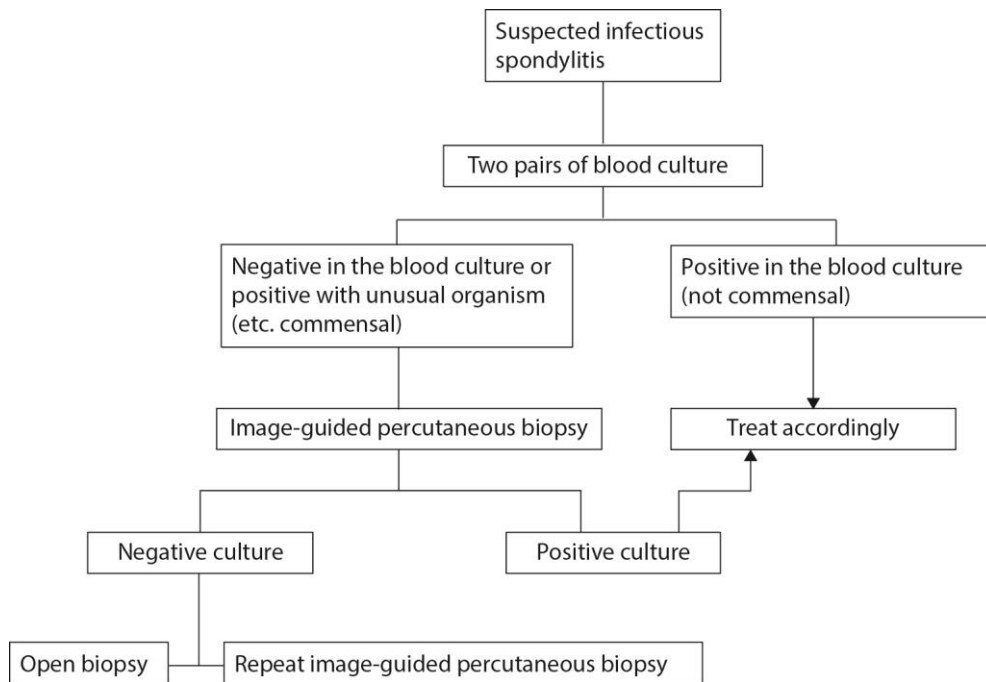 Suspected infectious
spondylitis
Two pairs of blood culture
Negative in the blood culture or
positive with unusual organism
(etc. commensal)
Positive in the blood culture
(not commensal)
Image-guided percutaneous biopsy
Treat accordingly
Negative culture
Positive culture
Open biopsy
Repeat image-guided percutaneous biopsy